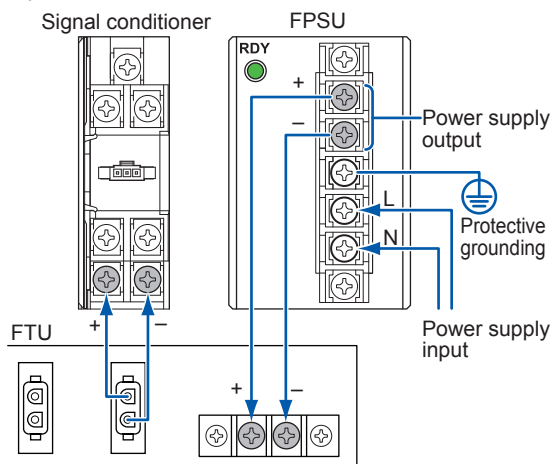 Signal conditioner
FPSU
RDY
+
–
Power supply
output
L
N
Protective
grounding
Power supply
input
FTU
+
–
+
–